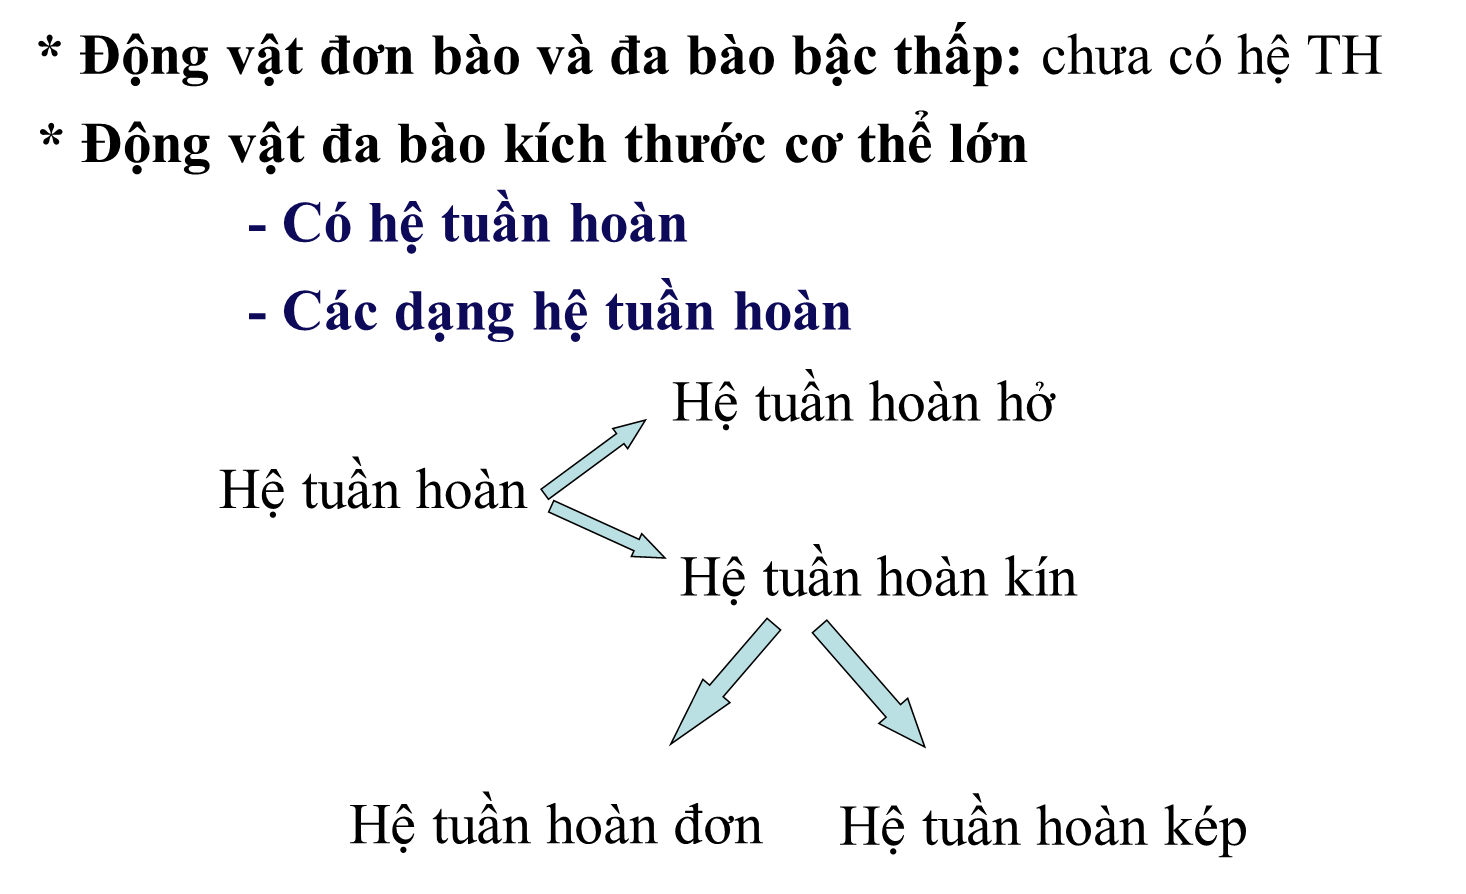 * Động vật đơn bào và đa bào bậc thấp: chưa có hệ TH
* Động vật đa bào kích thước cơ thể lớn
- Có hệ tuần hoàn
- Các dạng hệ tuần hoàn
Hệ tuần hoàn hở
Hệ tuần hoàn
Hệ tuần hoàn kín
Hệ tuần hoàn đơn
Hệ tuần hoàn kép